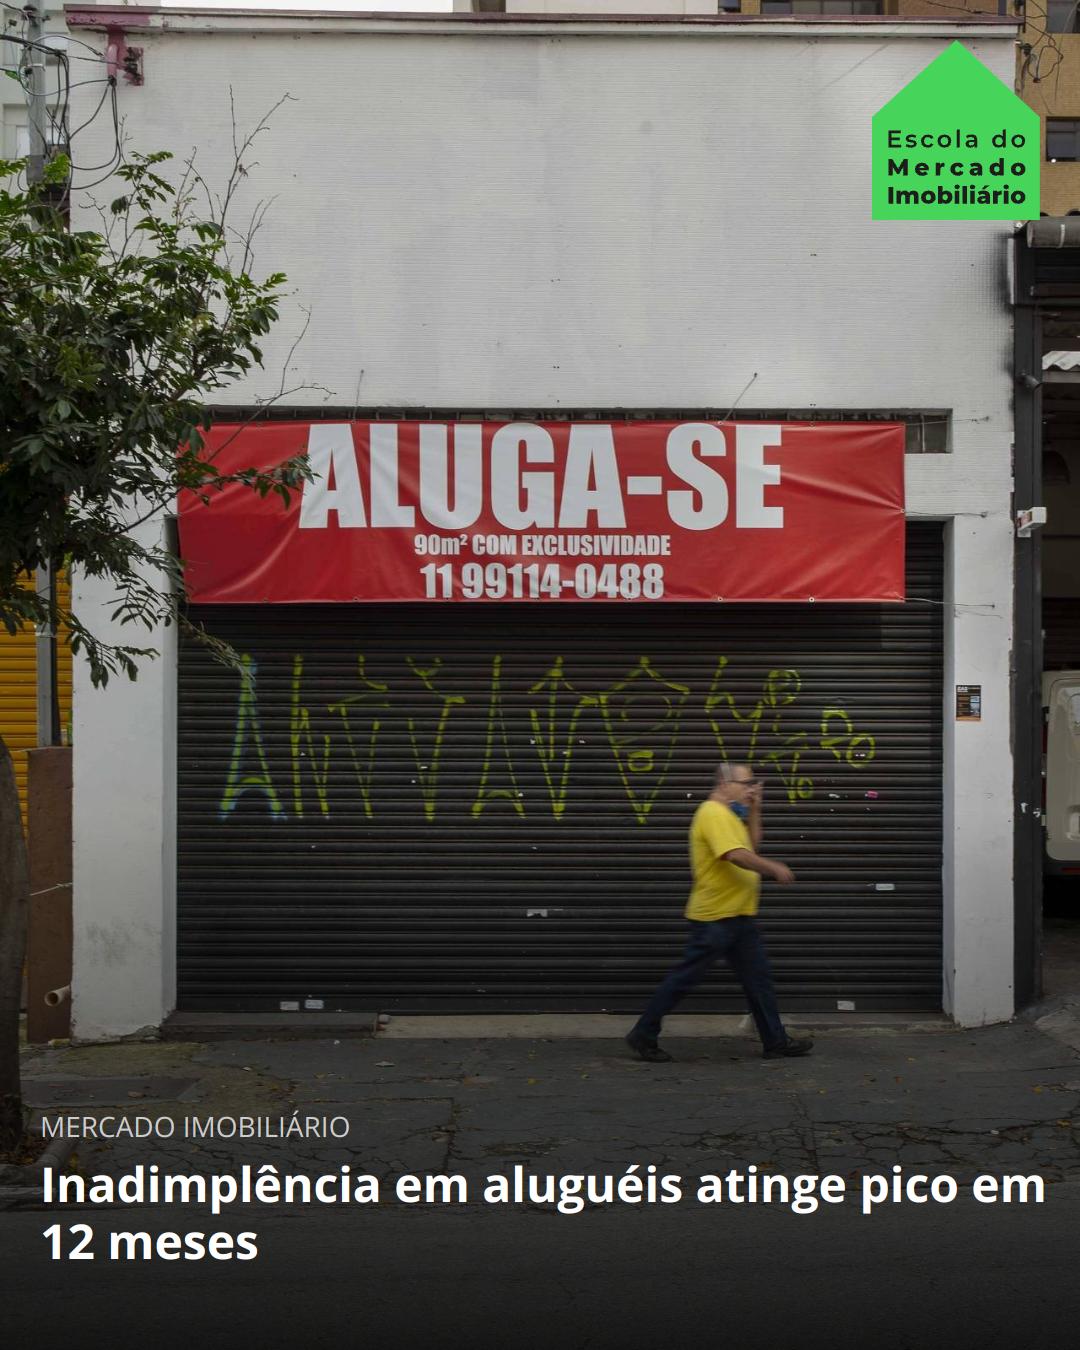 Escola do
Mercado
Imobiliário
ALUGA-SE
90m² COM EXCLUSIVIDADE
11 99114-0488
MERCADO IMOBILIÁRIO
Inadimplência em aluguéis atinge pico em
12 meses